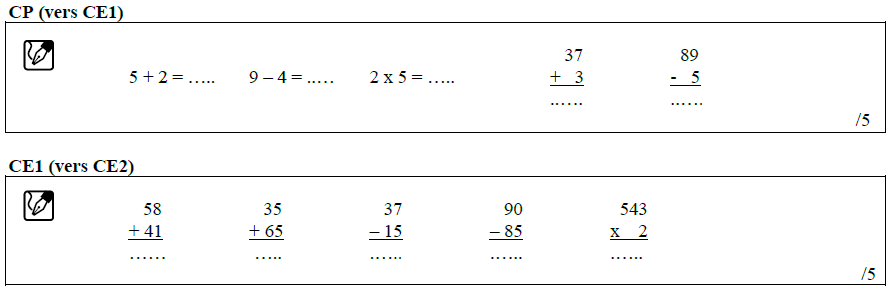 CP (vers CE1)
37 89
5 + 2 = ..... 9 – 4 = ..... 2 x 5 = ..... + 3 - 5
...... ......
/5
CE1 (vers CE2)
58 35 37 90 543
+ 41 + 65 – 15 – 85 x 2
...... ..... ...... ...... ......
/5